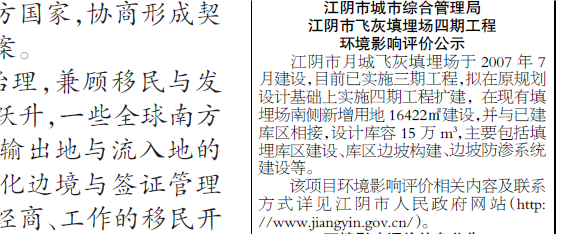 方国家，协商形成契
案。
治理，兼顾移民与发
跃升，一些全球南方
输出地与流入地的
化边境与签证管理
经商、工作的移民开
江阴市城市综合管理局
江阴市飞灰填埋场四期工程
环境影响评价公示
江阴市月城飞灰填埋场于 2007 年 7
月建设，目前已实施三期工程，拟在原规划
设计基础上实施四期工程扩建，在现有填
埋场南侧新增用地 16422㎡建设，并与已建
库区相接，设计库容 15 万 m³，主要包括填
埋库区建设、库区边坡构建、边坡防渗系统
建设等。
该项目环境影响评价相关内容及联系
方式详见江阴市人民政府网站（http:
//www.jiangyin.gov.cn/）。